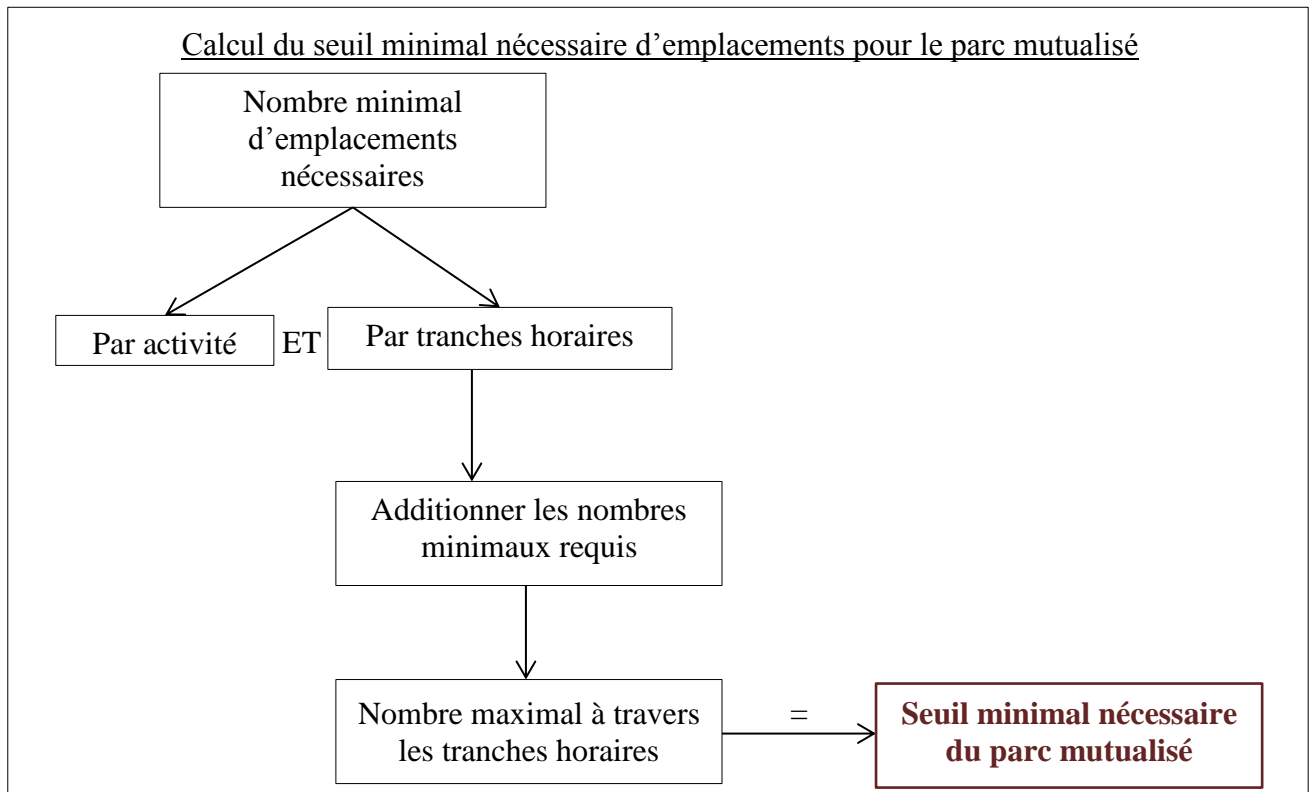 Calcul du seuil minimal nécessaire d’emplacements pour le parc mutualisé
Nombre minimal
d’emplacements
nécessaires
Par activité
ET
Par tranches horaires
Additionner les nombres
minimaux requis
Nombre maximal à travers
les tranches horaires
=
Seuil minimal nécessaire
du parc mutualisé